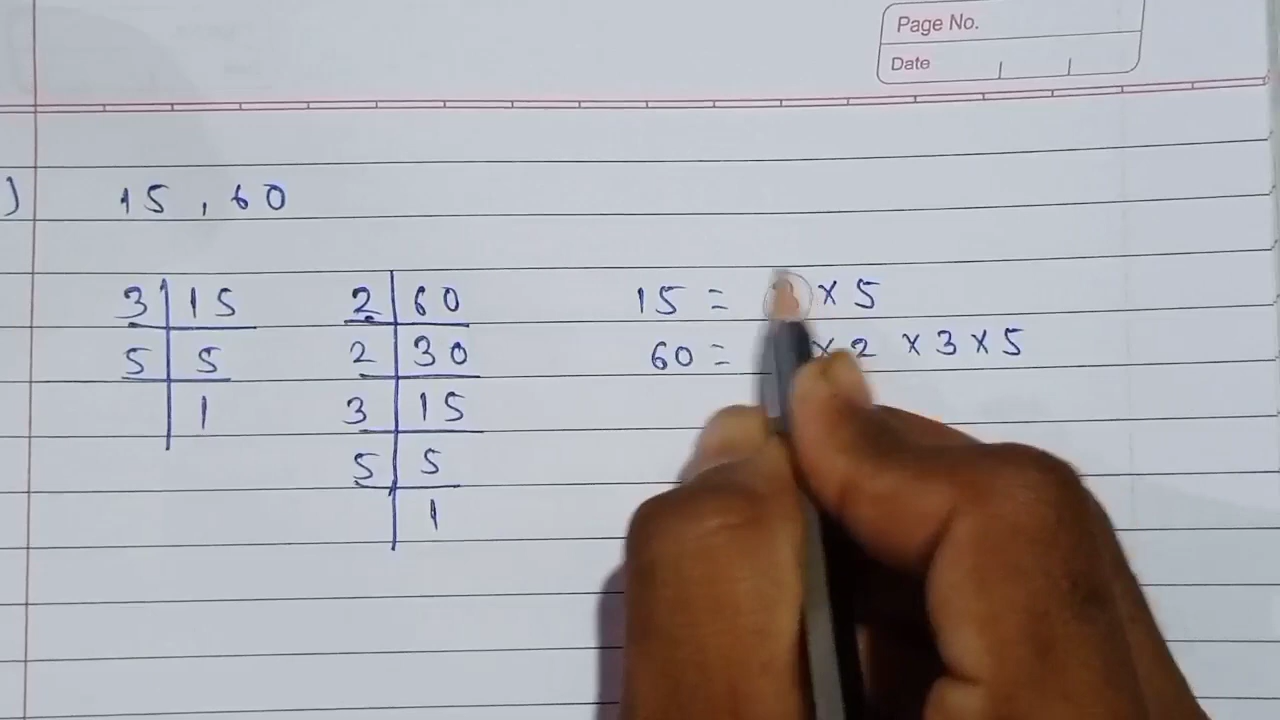 Page No.
Date
) 15, 60
3 | 15
5 | 5
1
2 | 60
2 | 30
3 | 15
5 | 5
1
15 = × 5
60 = × 2 × 3 × 5